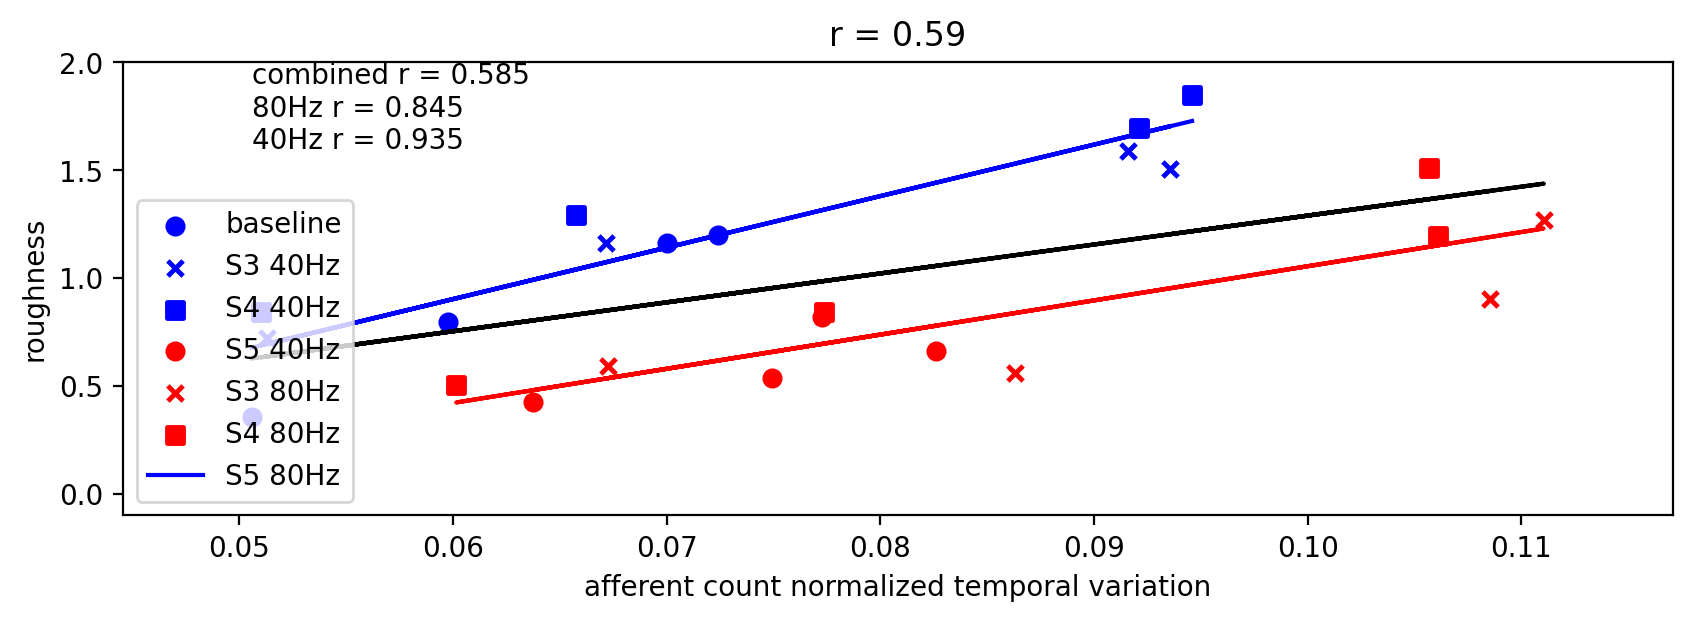 r = 0.59
combined r = 0.585
80Hz r = 0.845
40Hz r = 0.935
baseline
S3 40Hz
S4 40Hz
S5 40Hz
S3 80Hz
S4 80Hz
S5 80Hz
roughness
2.0
1.5
1.0
0.5
0.0
0.05 0.06 0.07 0.08 0.09 0.10 0.11
afferent count normalized temporal variation